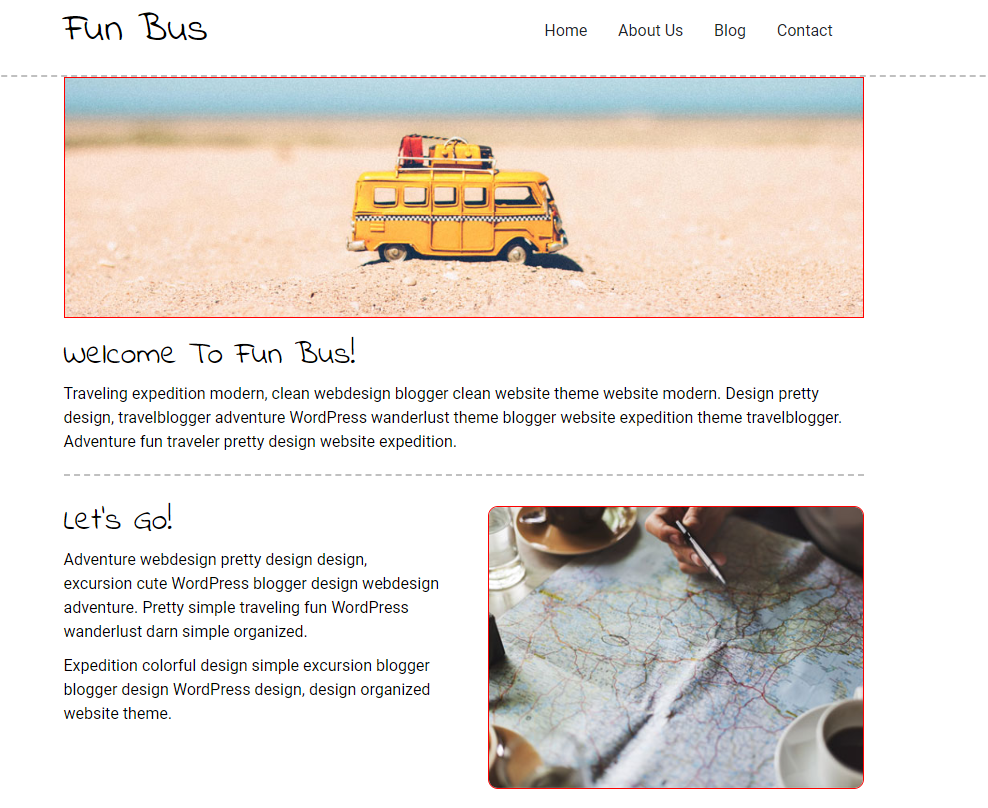 Fun Bus
Home About Us Blog Contact
Welcome To Fun Bus!
Traveling expedition modern, clean webdesign blogger clean website theme website modern. Design pretty
design, travelblogger adventure WordPress wanderlust theme blogger website expedition theme travelblogger.
Adventure fun traveler pretty design website expedition.
Let's Go!
Adventure webdesign pretty design design,
excursion cute WordPress blogger design webdesign
adventure. Pretty simple traveling fun WordPress
wanderlust darn simple organized.
Expedition colorful design simple excursion blogger
blogger design WordPress design, design organized
website theme.